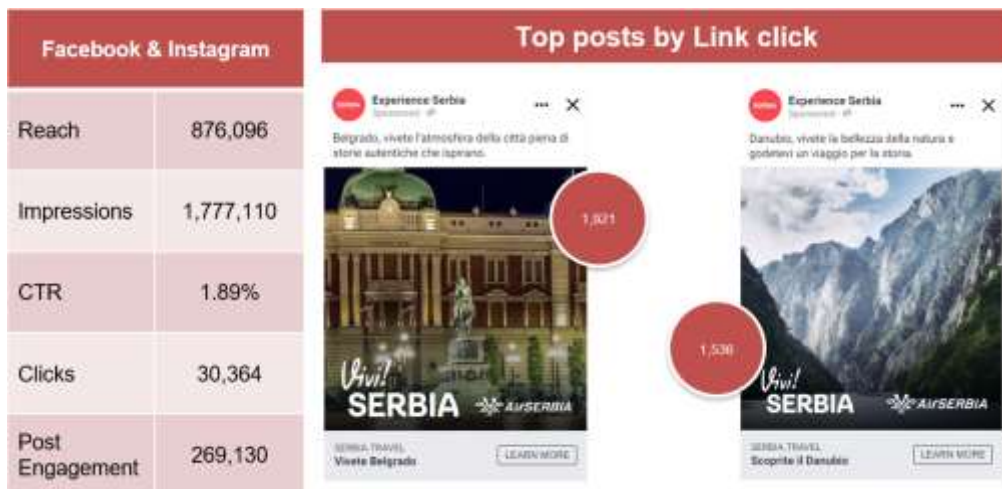 Facebook & Instagram
Reach 876,096
Impressions 1,777,110
CTR 1.89%
Clicks 30,364
Post
Engagement 269,130
Top posts by Link click
Experience Serbia
Sponsored
Belgrado, vivete l'atmosfera della città piena di
storie autentiche che ispirano.
1,921
Vivi!
SERBIA
AirSERBIA
SERBIA.TRAVEL
Vivete Belgrado
LEARN MORE
Experience Serbia
Sponsored
Danubio, vivete la bellezza della natura e
godetevi un viaggio per la storia.
1,536
Vivi!
SERBIA
AirSERBIA
SERBIA.TRAVEL
Scoprite il Danubio
LEARN MORE